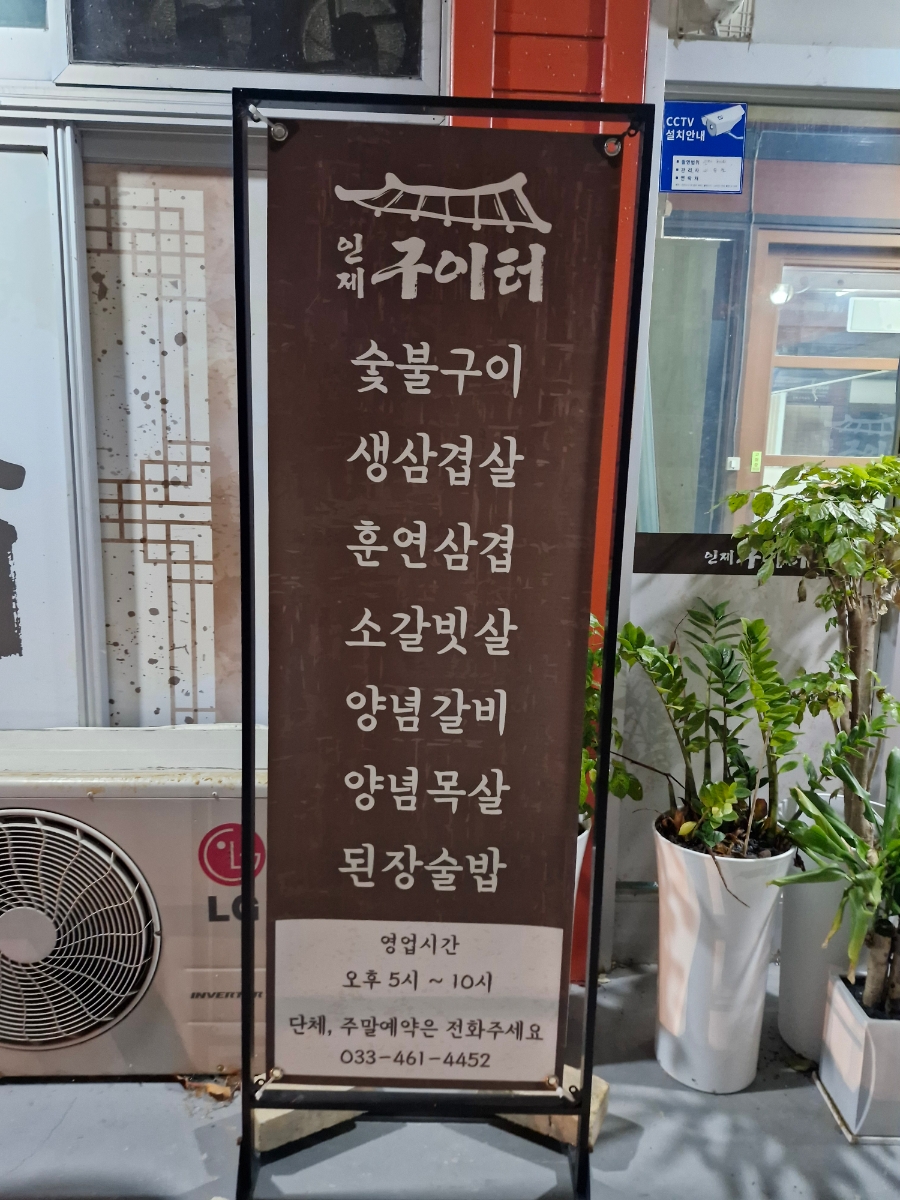 인제 구이터
숯불구이
생삼겹살
훈연삼겹
소갈빗살
양념갈비
양념목살
된장술밥
영업시간
오후 5시 ~ 10시
단체, 주말예약은 전화주세요
033-461-4452
LG
LG
INVERTER
CCTV
설치안내
인제